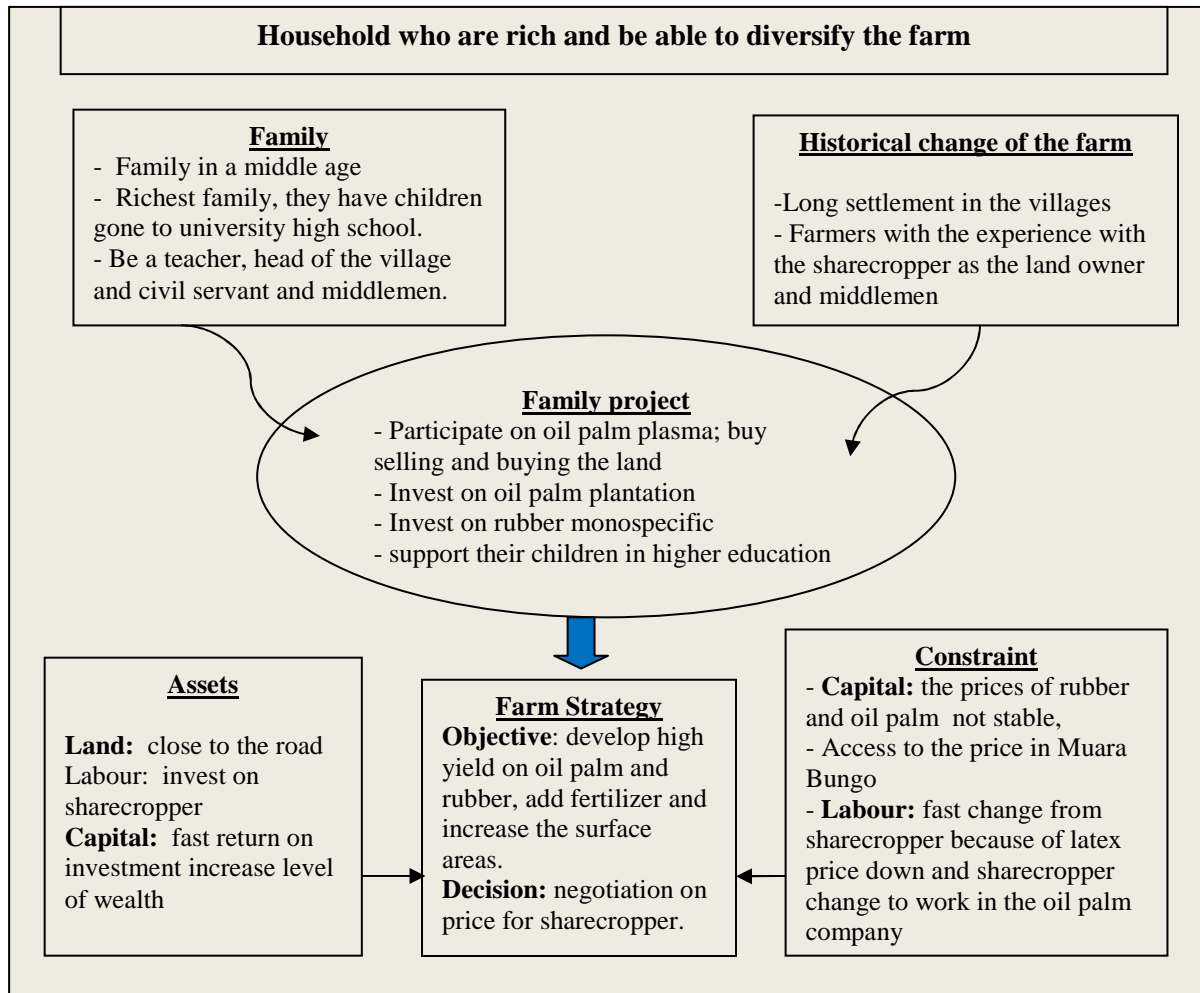 Household who are rich and be able to diversify the farm
Family
- Family in a middle age
- Richest family, they have children
gone to university high school.
- Be a teacher, head of the village
and civil servant and middlemen.
Historical change of the farm
-Long settlement in the villages
- Farmers with the experience with
the sharecropper as the land owner
and middlemen
Family project
- Participate on oil palm plasma; buy
selling and buying the land
- Invest on oil palm plantation
- Invest on rubber monospecific
- support their children in higher education
Assets
Land: close to the road
Labour: invest on
sharecropper
Capital: fast return on
investment increase level
of wealth
Farm Strategy
Objective: develop high
yield on oil palm and
rubber, add fertilizer and
increase the surface
areas.
Decision: negotiation on
price for sharecropper.
Constraint
- Capital: the prices of rubber
and oil palm not stable,
- Access to the price in Muara
Bungo
- Labour: fast change from
sharecropper because of latex
price down and sharecropper
change to work in the oil palm
company